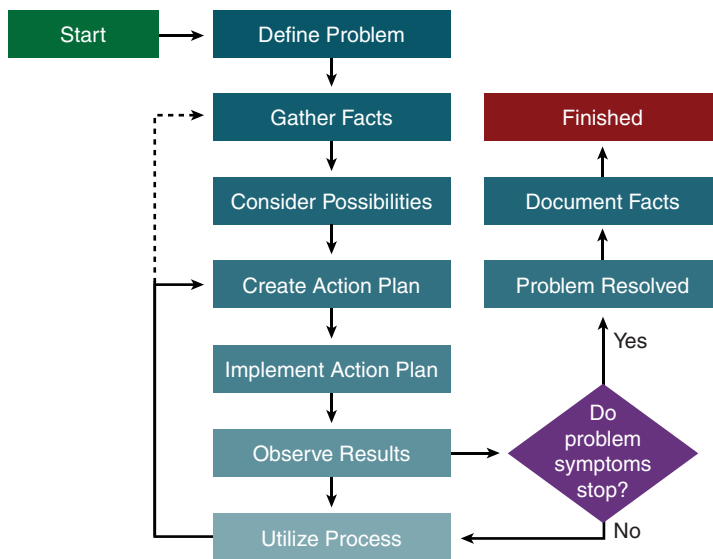 Start
Define Problem
Gather Facts
Finished
Consider Possibilities
Document Facts
Create Action Plan
Problem Resolved
Implement Action Plan
Yes
Do
problem
symptoms
stop?
Observe Results
No
Utilize Process